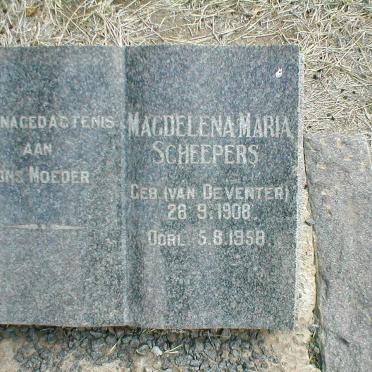 NAGEDAGTENIS
AAN
ONS MOEDER
MAGDELENA MARIA
SCHEEPERS
GEB. (VAN DEVENTER)
28.9.1908.
OORL. 5.8.1958.